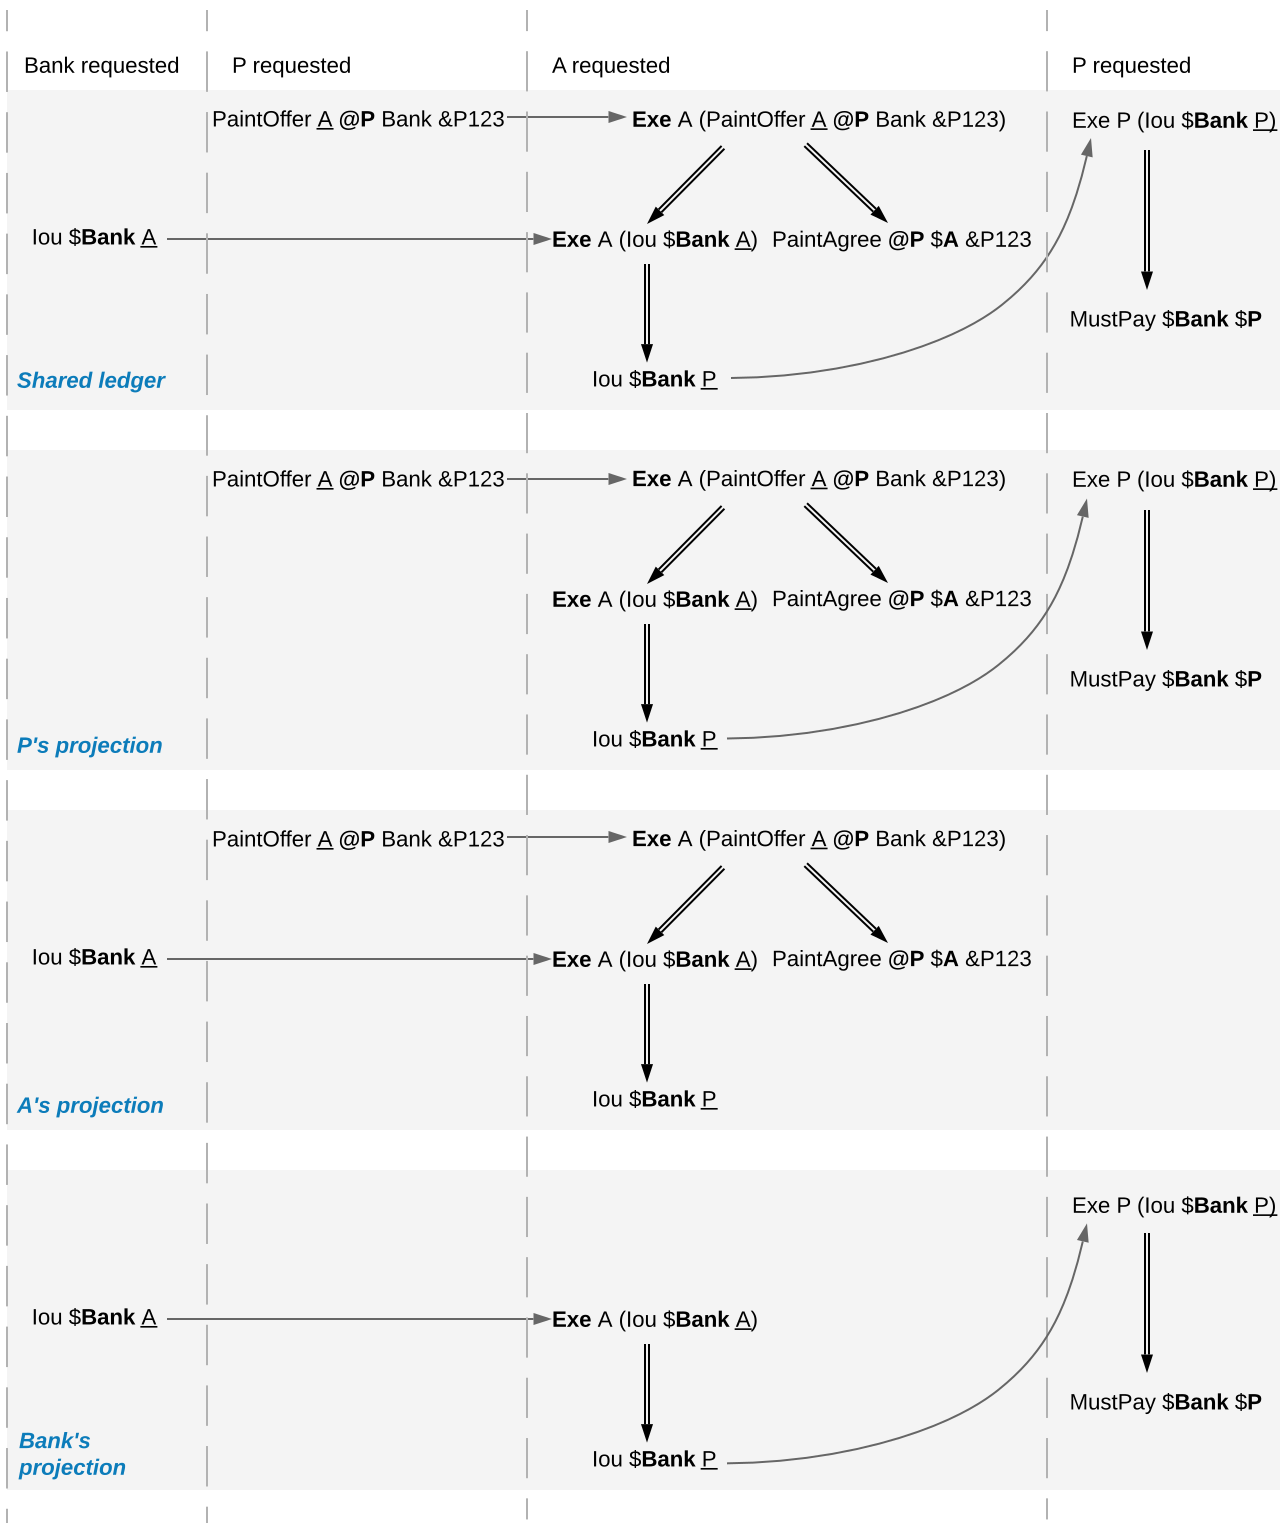 Bank requested
P requested
A requested
P requested
PaintOffer A @P Bank &P123
Exe A (PaintOffer A @P Bank &P123)
Exe P (Iou $Bank P)
Iou $Bank A
Exe A (Iou $Bank A)
PaintAgree @P $A &P123
MustPay $Bank $P
Shared ledger
Iou $Bank P
PaintOffer A @P Bank &P123
Exe A (PaintOffer A @P Bank &P123)
Exe P (Iou $Bank P)
Exe A (Iou $Bank A)
PaintAgree @P $A &P123
MustPay $Bank $P
P's projection
Iou $Bank P
PaintOffer A @P Bank &P123
Exe A (PaintOffer A @P Bank &P123)
Iou $Bank A
Exe A (Iou $Bank A)
PaintAgree @P $A &P123
A's projection
Iou $Bank P
Exe P (Iou $Bank P)
Iou $Bank A
Exe A (Iou $Bank A)
MustPay $Bank $P
Bank's
projection
Iou $Bank P